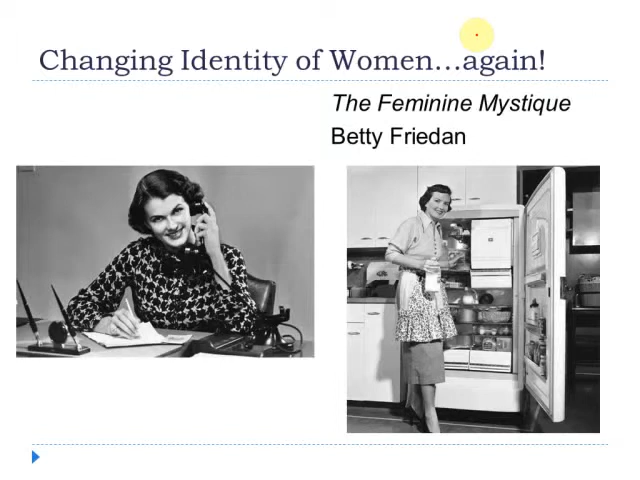 Changing Identity of Women…again!
The Feminine Mystique
Betty Friedan